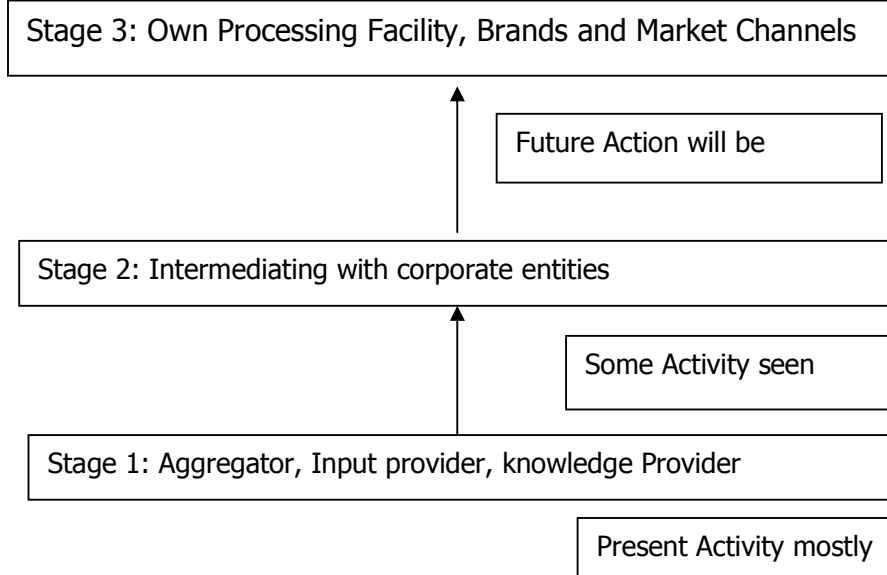 Stage 3: Own Processing Facility, Brands and Market Channels
Future Action will be
Stage 2: Intermediating with corporate entities
Some Activity seen
Stage 1: Aggregator, Input provider, knowledge Provider
Present Activity mostly